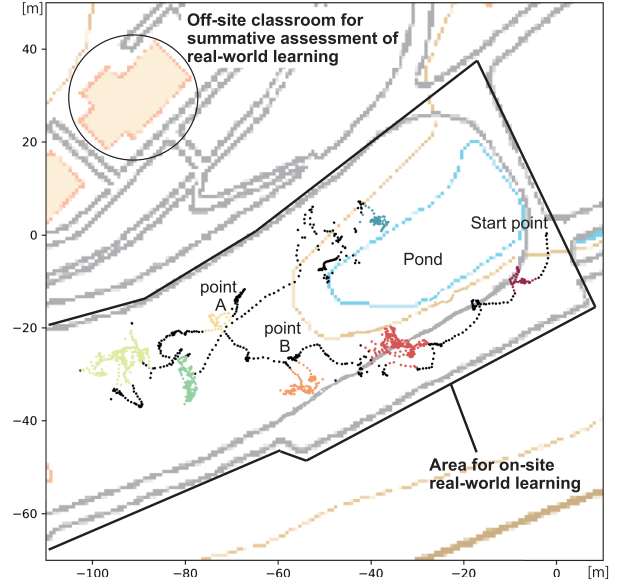 [m]
Off-site classroom for
summative assessment of
real-world learning
40
20
Start point
0
Pond
point
A
point
B
−20
−40
Area for on-site
real-world learning
−60
−100
−80
−60
−40
−20
0
[m]